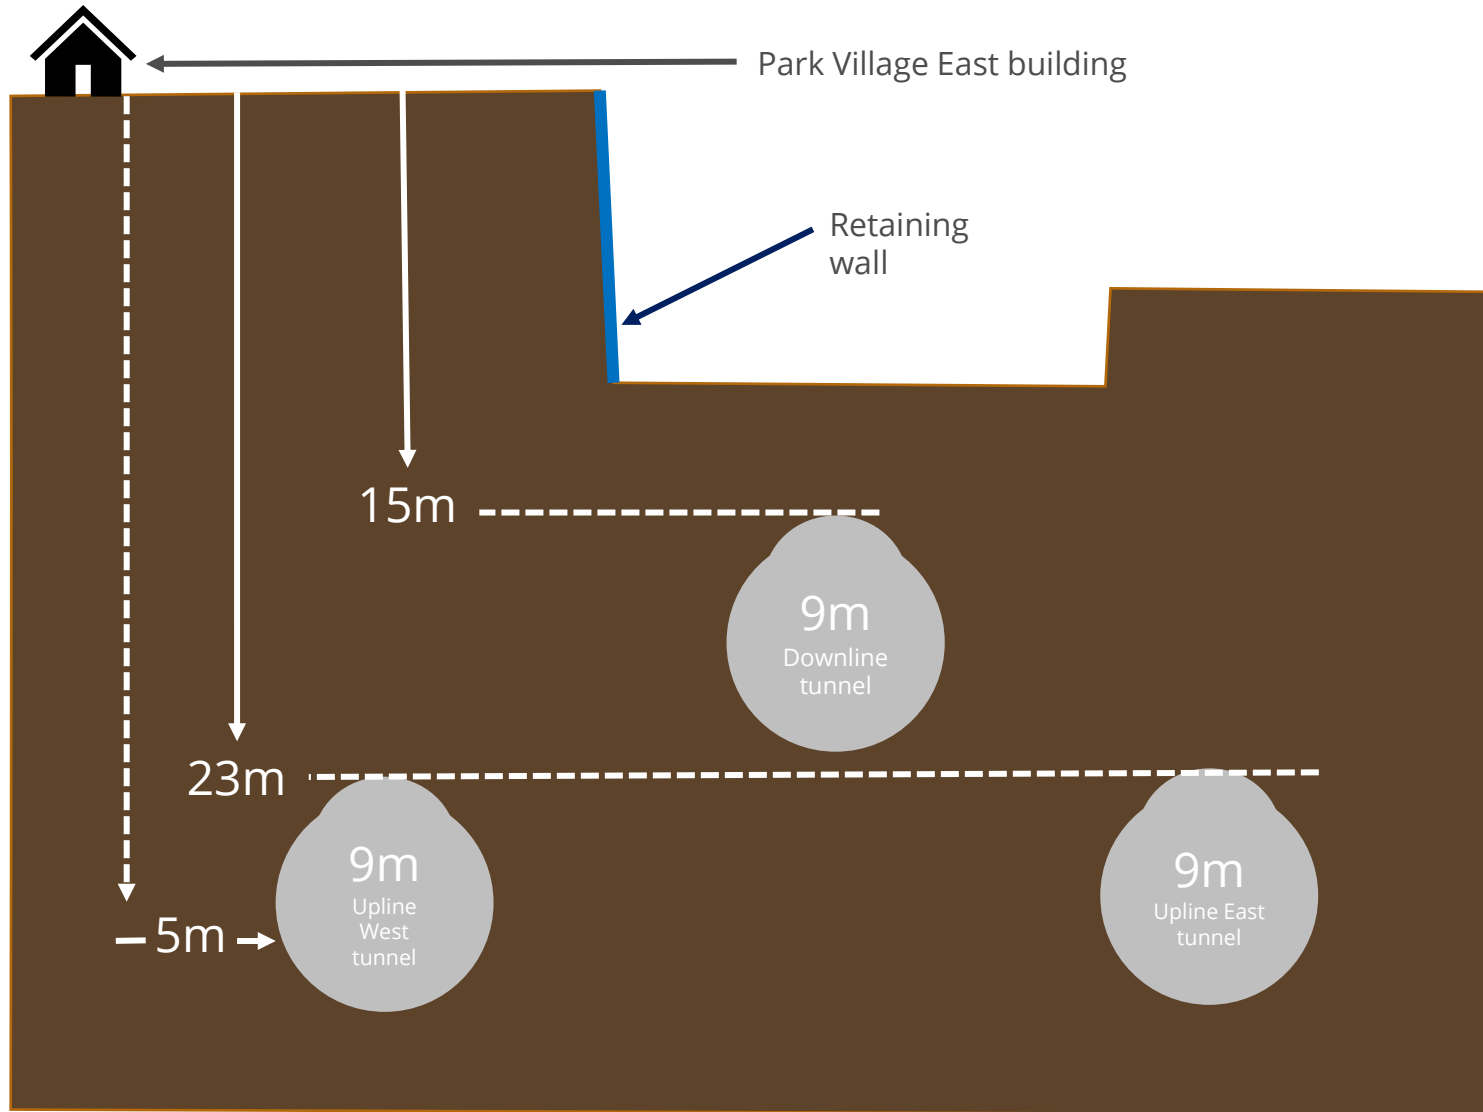 Park Village East building
Retaining
wall
15m
9m
Downline
tunnel
23m
9m
Upline
West
tunnel
9m
Upline East
tunnel
5m